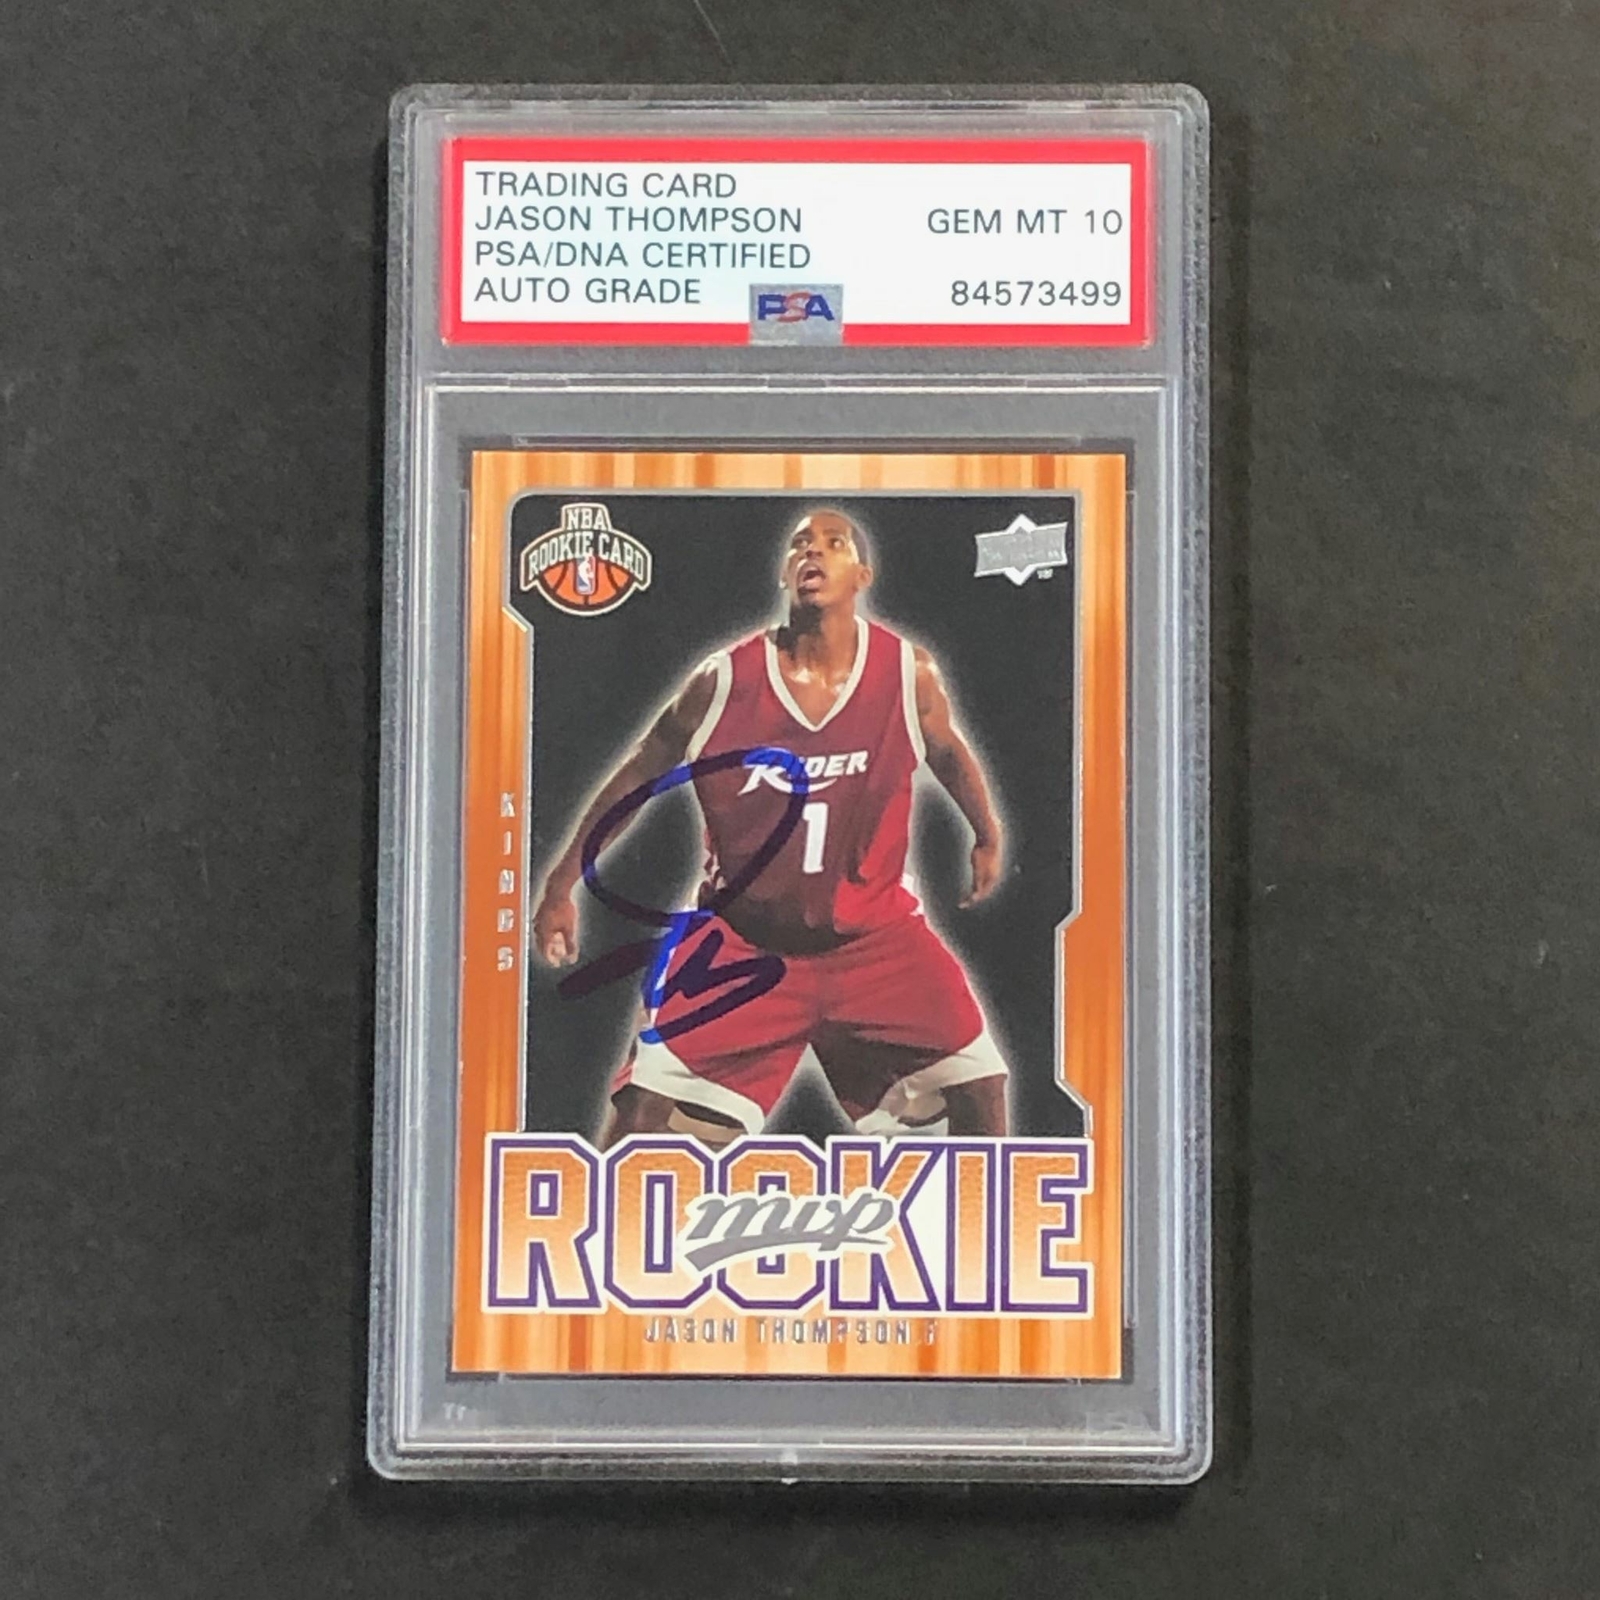 TRADING CARD
JASON THOMPSON GEM MT 10
PSA/DNA CERTIFIED
AUTO GRADE 84573499
PSA
NBA
ROOKIE CARD
KINGS
RIDER
1
ROOKIE
mvp
JASON THOMPSON F